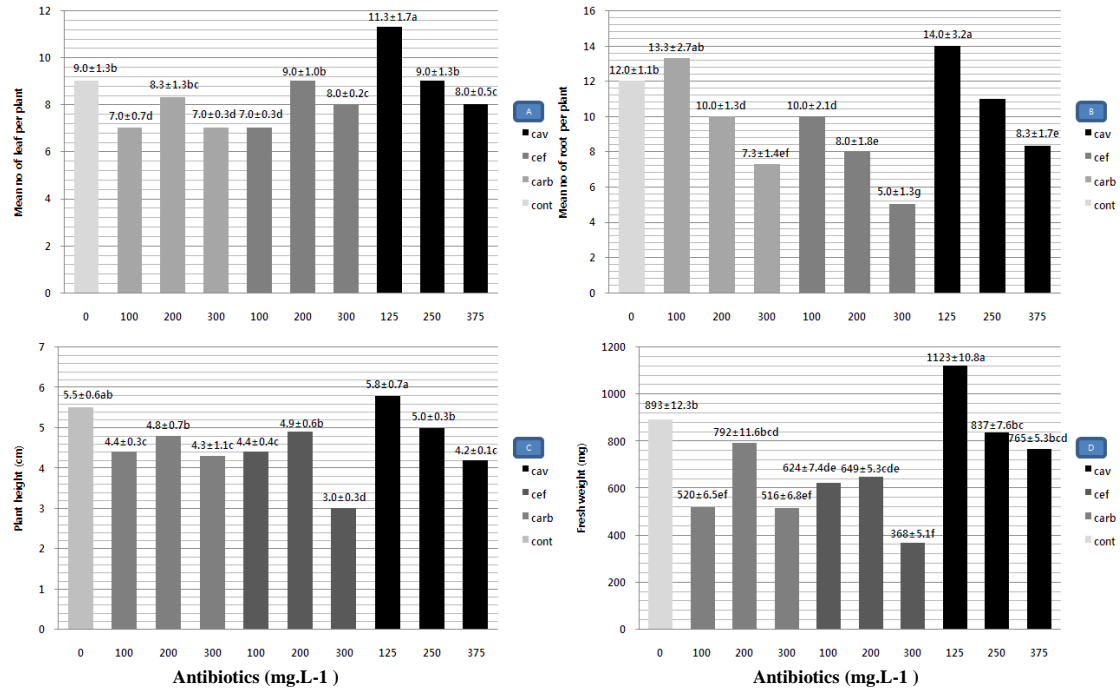 12
10
8
6
4
2
0
Mean no of leaf per plant
9.0±1.3b
7.0±0.7d
8.3±1.3bc
7.0±0.3d
7.0±0.3d
9.0±1.0b
8.0±0.2c
11.3±1.7a
9.0±1.3b
8.0±0.5c
0 100 200 300 100 200 300 125 250 375
A
cav
cef
carb
cont
16
14
12
10
8
6
4
2
0
Mean no of root per plant
12.0±1.1b
13.3±2.7ab
10.0±1.3d
7.3±1.4ef
10.0±2.1d
8.0±1.8e
5.0±1.3g
14.0±3.2a
8.3±1.7e
0 100 200 300 100 200 300 125 250 375
B
cav
cef
carb
cont
7
6
5
4
3
2
1
0
Plant height (cm)
5.5±0.6ab
4.4±0.3c
4.8±0.7b
4.3±1.1c
4.4±0.4c
4.9±0.6b
3.0±0.3d
5.8±0.7a
5.0±0.3b
4.2±0.1c
0 100 200 300 100 200 300 125 250 375
Antibiotics (mg.L-1 )
C
cav
cef
carb
cont
1200
1000
800
600
400
200
0
Fresh weight (mg)
893±12.3b
520±6.5ef
792±11.6bcd
516±6.8ef
624±7.4de
649±5.3cde
368±5.1f
1123±10.8a
837±7.6bc
765±5.3bcd
0 100 200 300 100 200 300 125 250 375
Antibiotics (mg.L-1 )
D
cav
cef
carb
cont